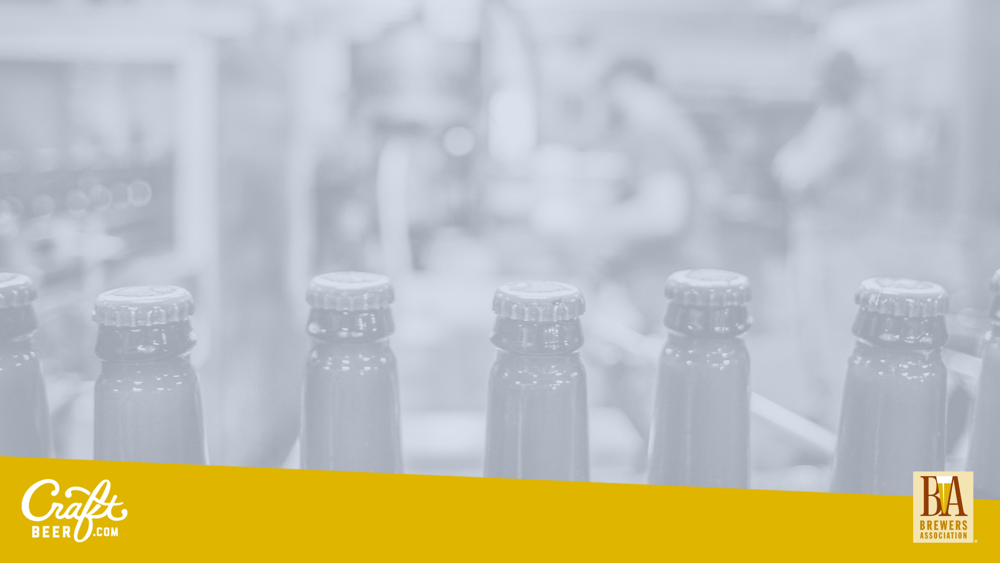 Craft
BEER.COM
BA
BREWERS
ASSOCIATION
®